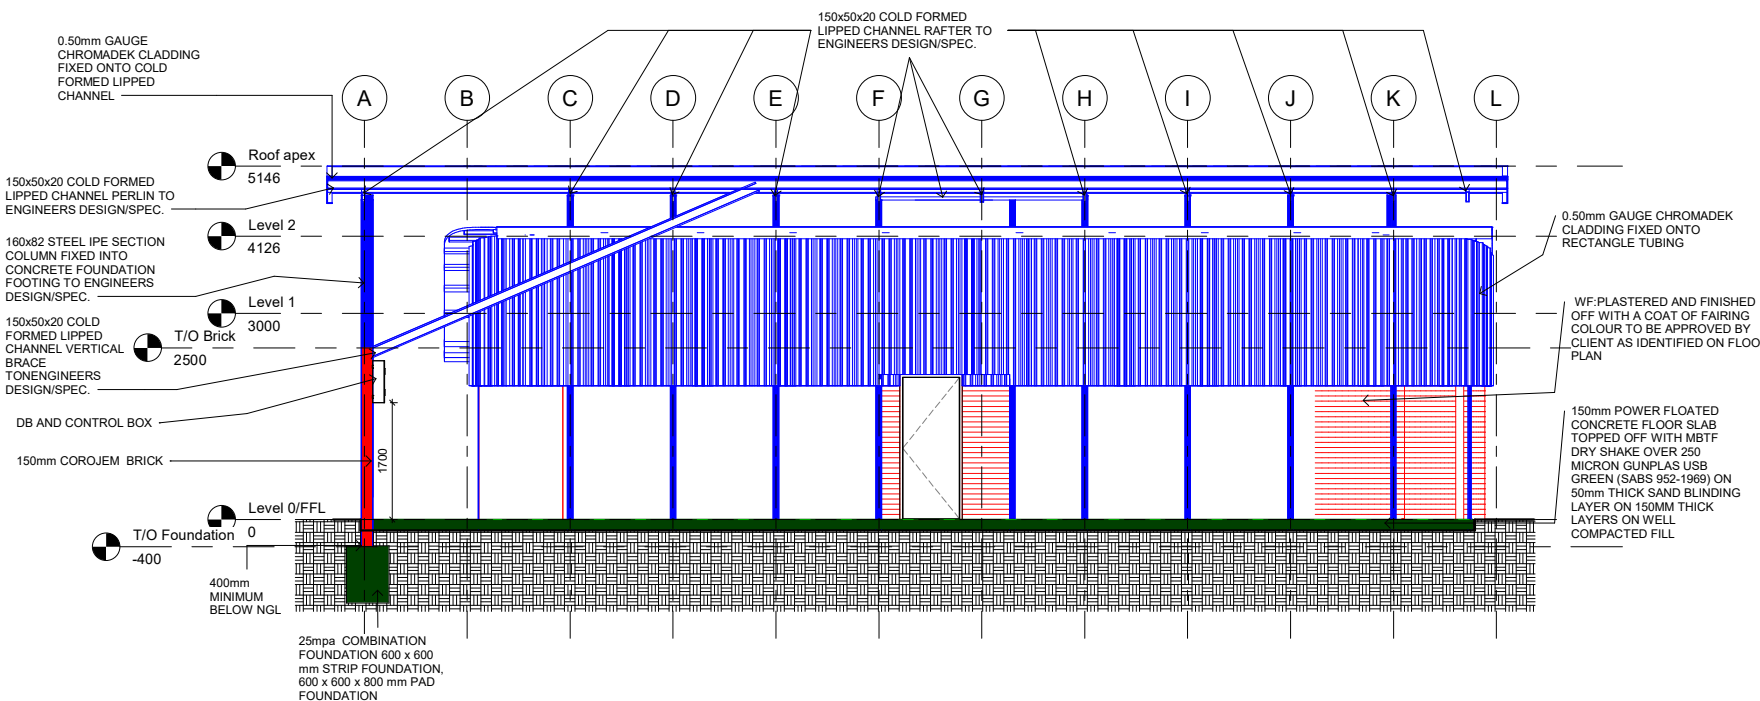 150x50x20 COLD FORMED
LIPPED CHANNEL RAFTER TO
ENGINEERS DESIGN/SPEC.
0.50mm GAUGE
CHROMADEK CLADDING
FIXED ONTO COLD
FORMED LIPPED
CHANNEL
A
B
C
D
E
F
G
H
I
J
K
L
Roof apex
5146
150x50x20 COLD FORMED
LIPPED CHANNEL PERLIN TO
ENGINEERS DESIGN/SPEC.
Level 2
4126
160x82 STEEL IPE SECTION
COLUMN FIXED INTO
CONCRETE FOUNDATION
FOOTING TO ENGINEERS
DESIGN/SPEC.
Level 1
3000
150x50x20 COLD
FORMED LIPPED
CHANNEL VERTICAL
BRACE
TONENGINEERS
DESIGN/SPEC.
T/O Brick
2500
DB AND CONTROL BOX
150mm COROJEM BRICK
1700
Level 0/FFL
0
T/O Foundation
-400
400mm
MINIMUM
BELOW NGL
25mpa COMBINATION
FOUNDATION 600 x 600
mm STRIP FOUNDATION,
600 x 600 x 800 mm PAD
FOUNDATION
0.50mm GAUGE CHROMADEK
CLADDING FIXED ONTO
RECTANGLE TUBING
WF:PLASTERED AND FINISHED
OFF WITH A COAT OF FAIRING
COLOUR TO BE APPROVED BY
CLIENT AS IDENTIFIED ON FLOO
PLAN
150mm POWER FLOATED
CONCRETE FLOOR SLAB
TOPPED OFF WITH MBTF
DRY SHAKE OVER 250
MICRON GUNPLAS USB
GREEN (SABS 952-1969) ON
50mm THICK SAND BLINDING
LAYER ON 150MM THICK
LAYERS ON WELL
COMPACTED FILL